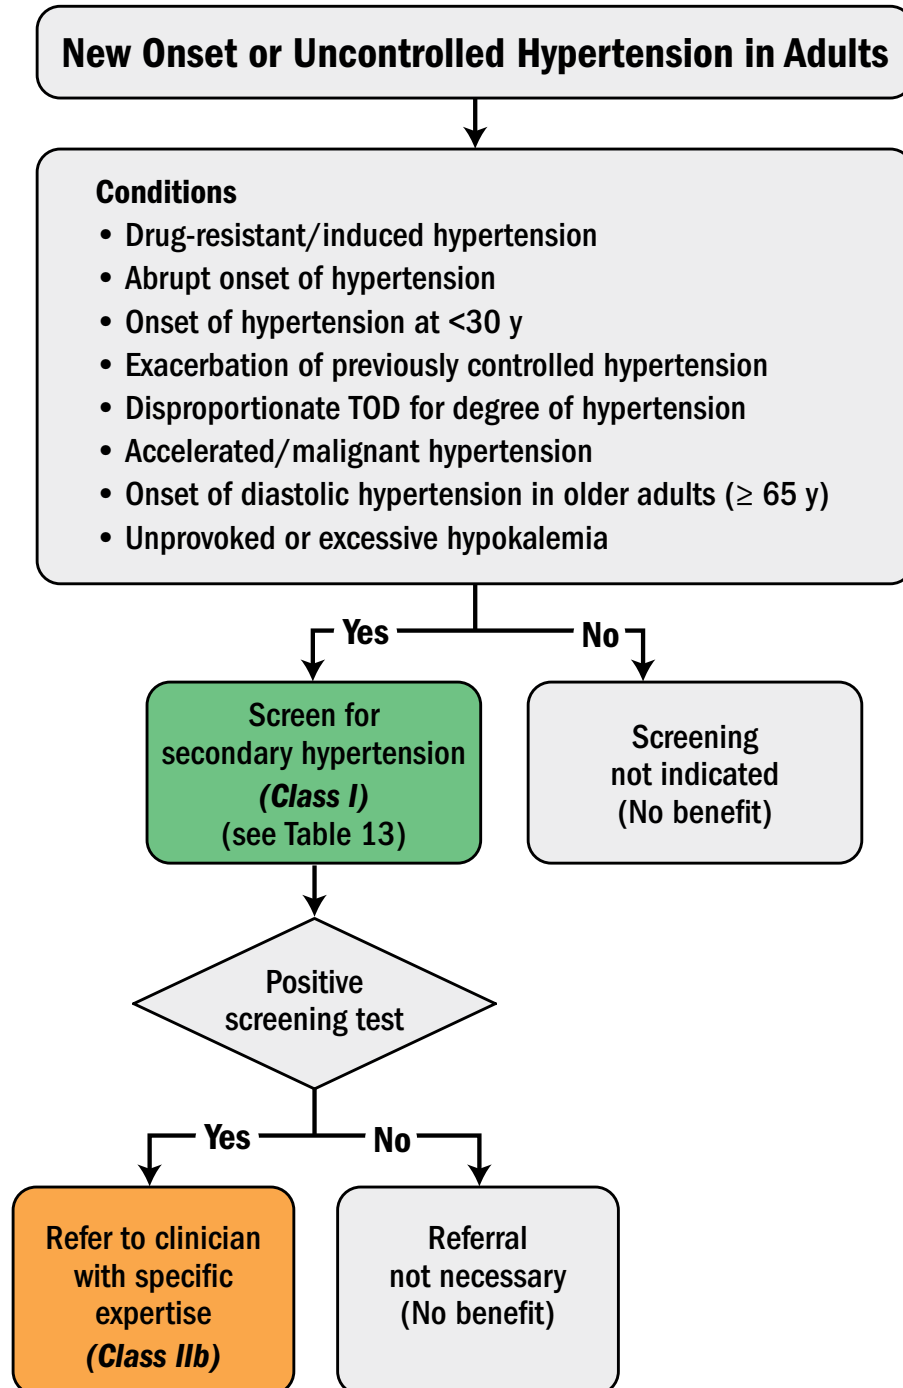 New Onset or Uncontrolled Hypertension in Adults
Conditions
• Drug-resistant/induced hypertension
• Abrupt onset of hypertension
• Onset of hypertension at <30 y
• Exacerbation of previously controlled hypertension
• Disproportionate TOD for degree of hypertension
• Accelerated/malignant hypertension
• Onset of diastolic hypertension in older adults (≥ 65 y)
• Unprovoked or excessive hypokalemia
Yes
No
Screen for
secondary hypertension
(Class I)
(see Table 13)
Screening
not indicated
(No benefit)
Positive
screening test
Yes
No
Refer to clinician
with specific
expertise
(Class IIb)
Referral
not necessary
(No benefit)